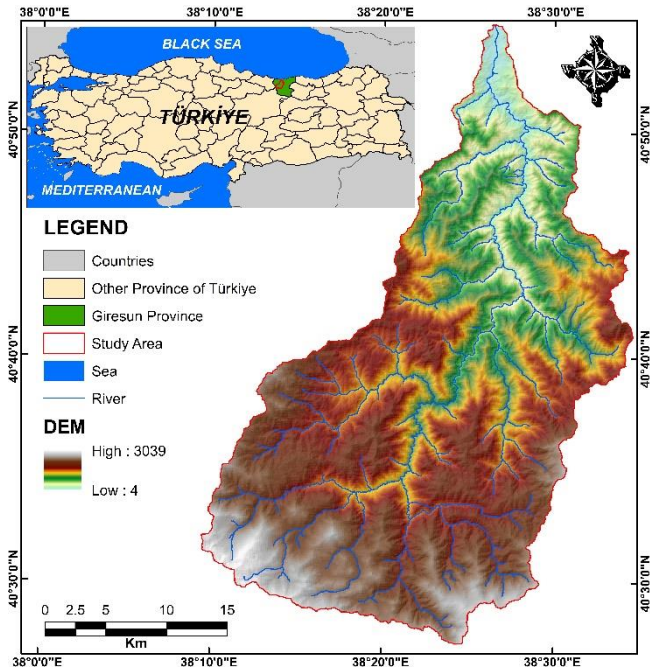 38°0'0"E
38°10'0"E
38°20'0"E
38°30'0"E
BLACK SEA
TÜRKİYE
MEDITERRANEAN
40°50'0"N
40°50'0"N
LEGEND
Countries
Other Province of Türkiye
Giresun Province
Study Area
Sea
River
DEM
High : 3039
Low : 4
40°40'0"N
40°40'0"N
40°30'0"N
40°30'0"N
0 2.5 5 10 15
Km
38°0'0"E
38°10'0"E
38°20'0"E
38°30'0"E